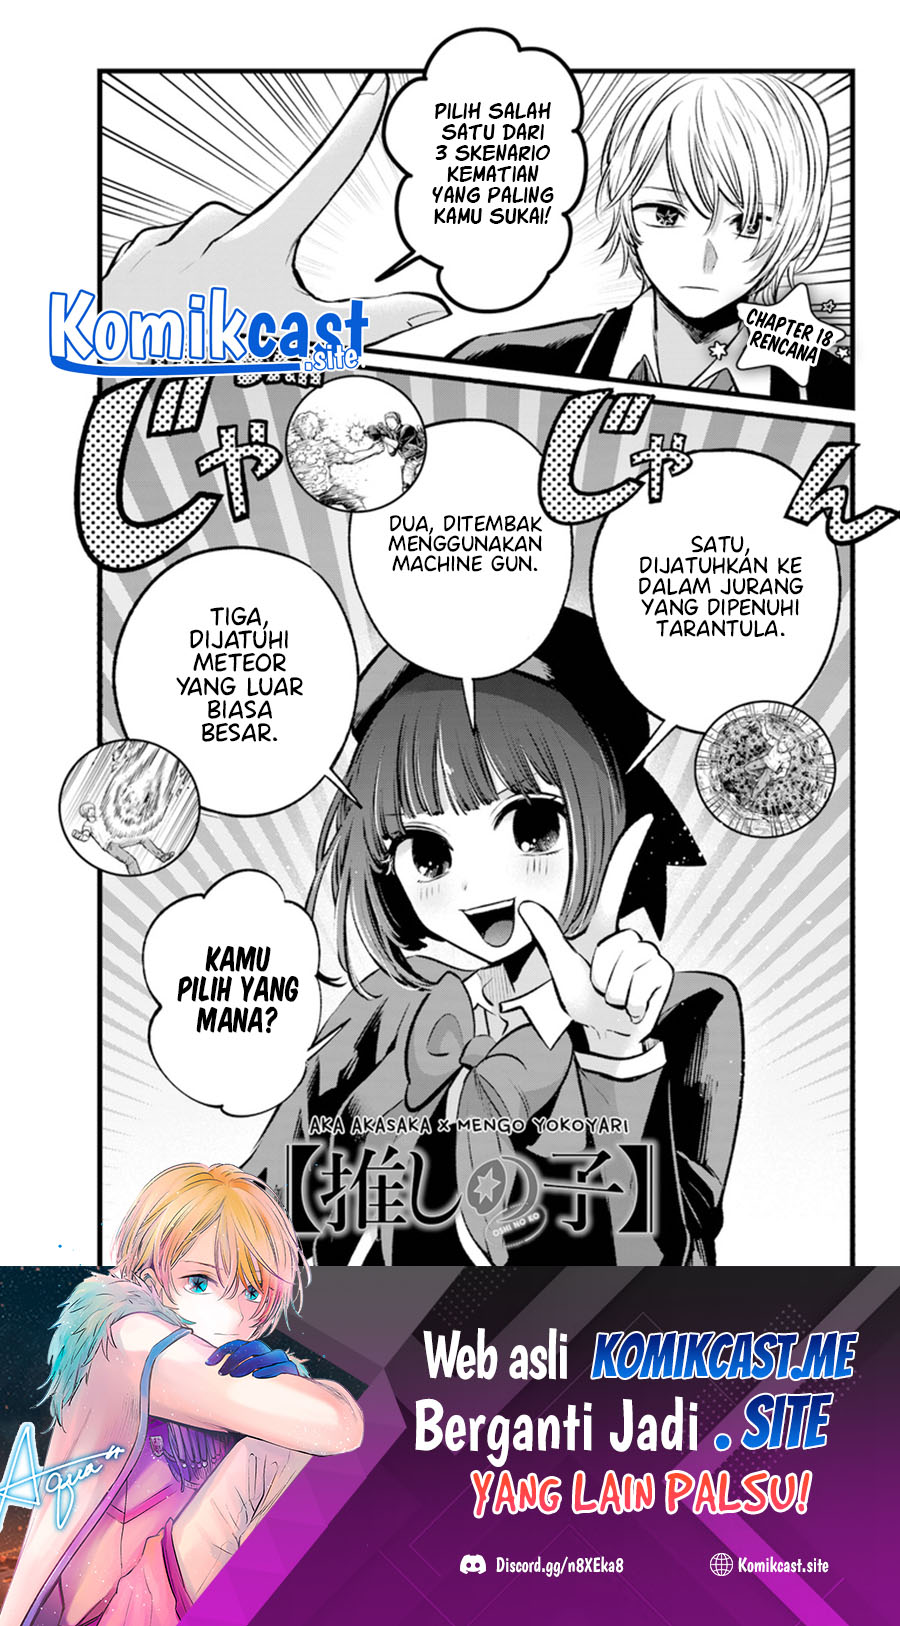 PILIH SALAH
SATU DARI
3 SKENARIO
KEMATIAN
YANG PALING
KAMU SUKAI!
CHAPTER 18
RENCANA
Komikcast
.site
じゃ
じゃん
SATU,
DIJATUHKAN KE
DALAM JURANG
YANG DIPENUHI
TARANTULA.
DUA, DITEMBAK
MENGGUNAKAN
MACHINE GUN.
TIGA,
DIJATUHI
METEOR
YANG LUAR
BIASA
BESAR.
KAMU
PILIH YANG
MANA?
AKA AKASAKA × MENGO YOKOYARI
【推しの子】
OSHI NO KO
Aqua
Web asli KOMIKCAST.ME
Berganti Jadi .SITE
YANG LAIN PALSU!
Discord.gg/n8XEka8
Komikcast.site